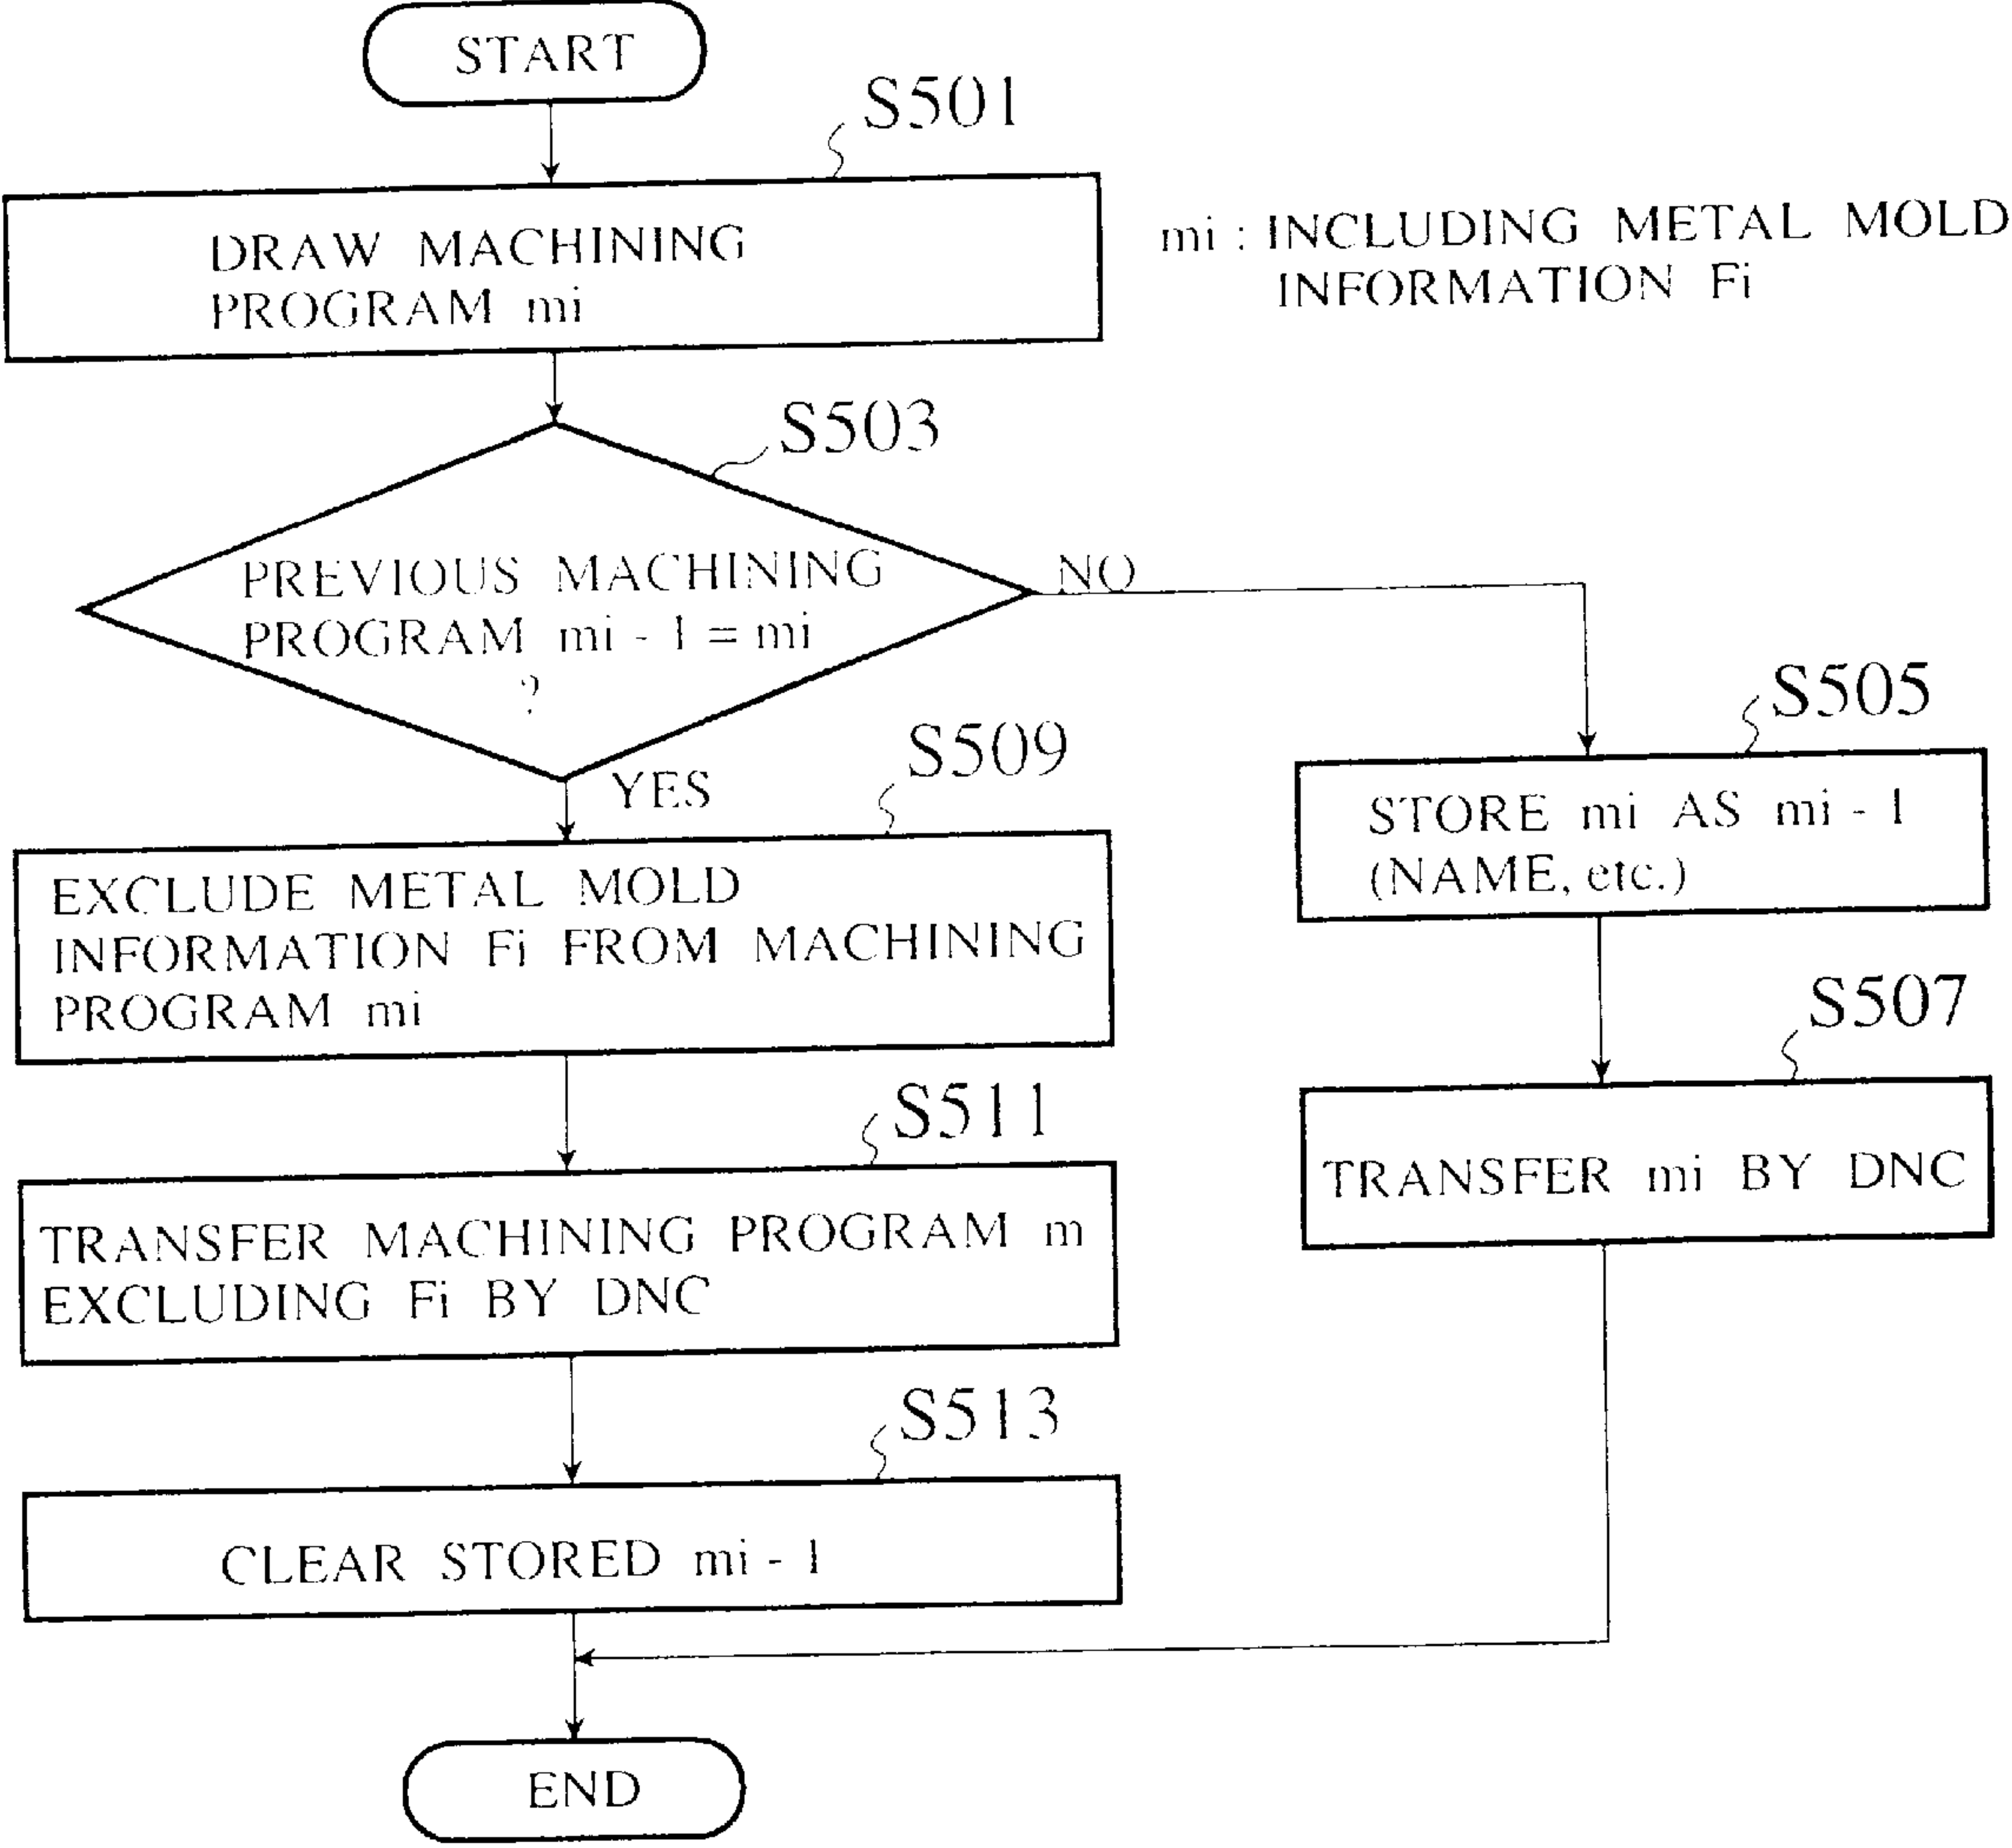 START
S501
DRAW MACHINING
PROGRAM mi
mi : INCLUDING METAL MOLD
INFORMATION Fi
S503
PREVIOUS MACHINING
PROGRAM mi - 1 = mi
?
NO
YES
S505
STORE mi AS mi - 1
(NAME, etc.)
S507
TRANSFER mi BY DNC
S509
EXCLUDE METAL MOLD
INFORMATION Fi FROM MACHINING
PROGRAM mi
S511
TRANSFER MACHINING PROGRAM m
EXCLUDING Fi BY DNC
S513
CLEAR STORED mi - 1
END